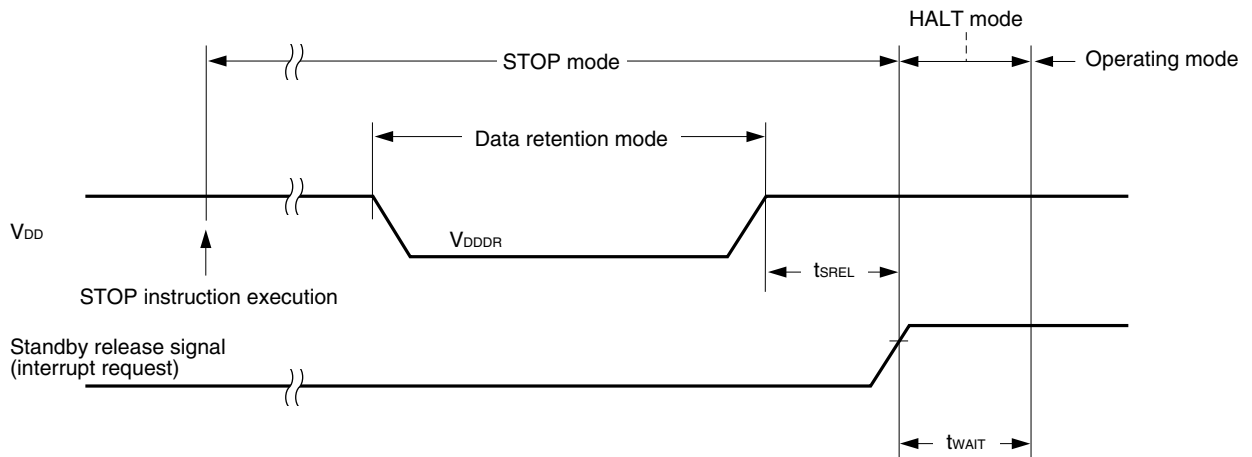 HALT mode
STOP mode
Operating mode
Data retention mode
VDD
VDDDR
tSREL
STOP instruction execution
Standby release signal
(interrupt request)
tWAIT